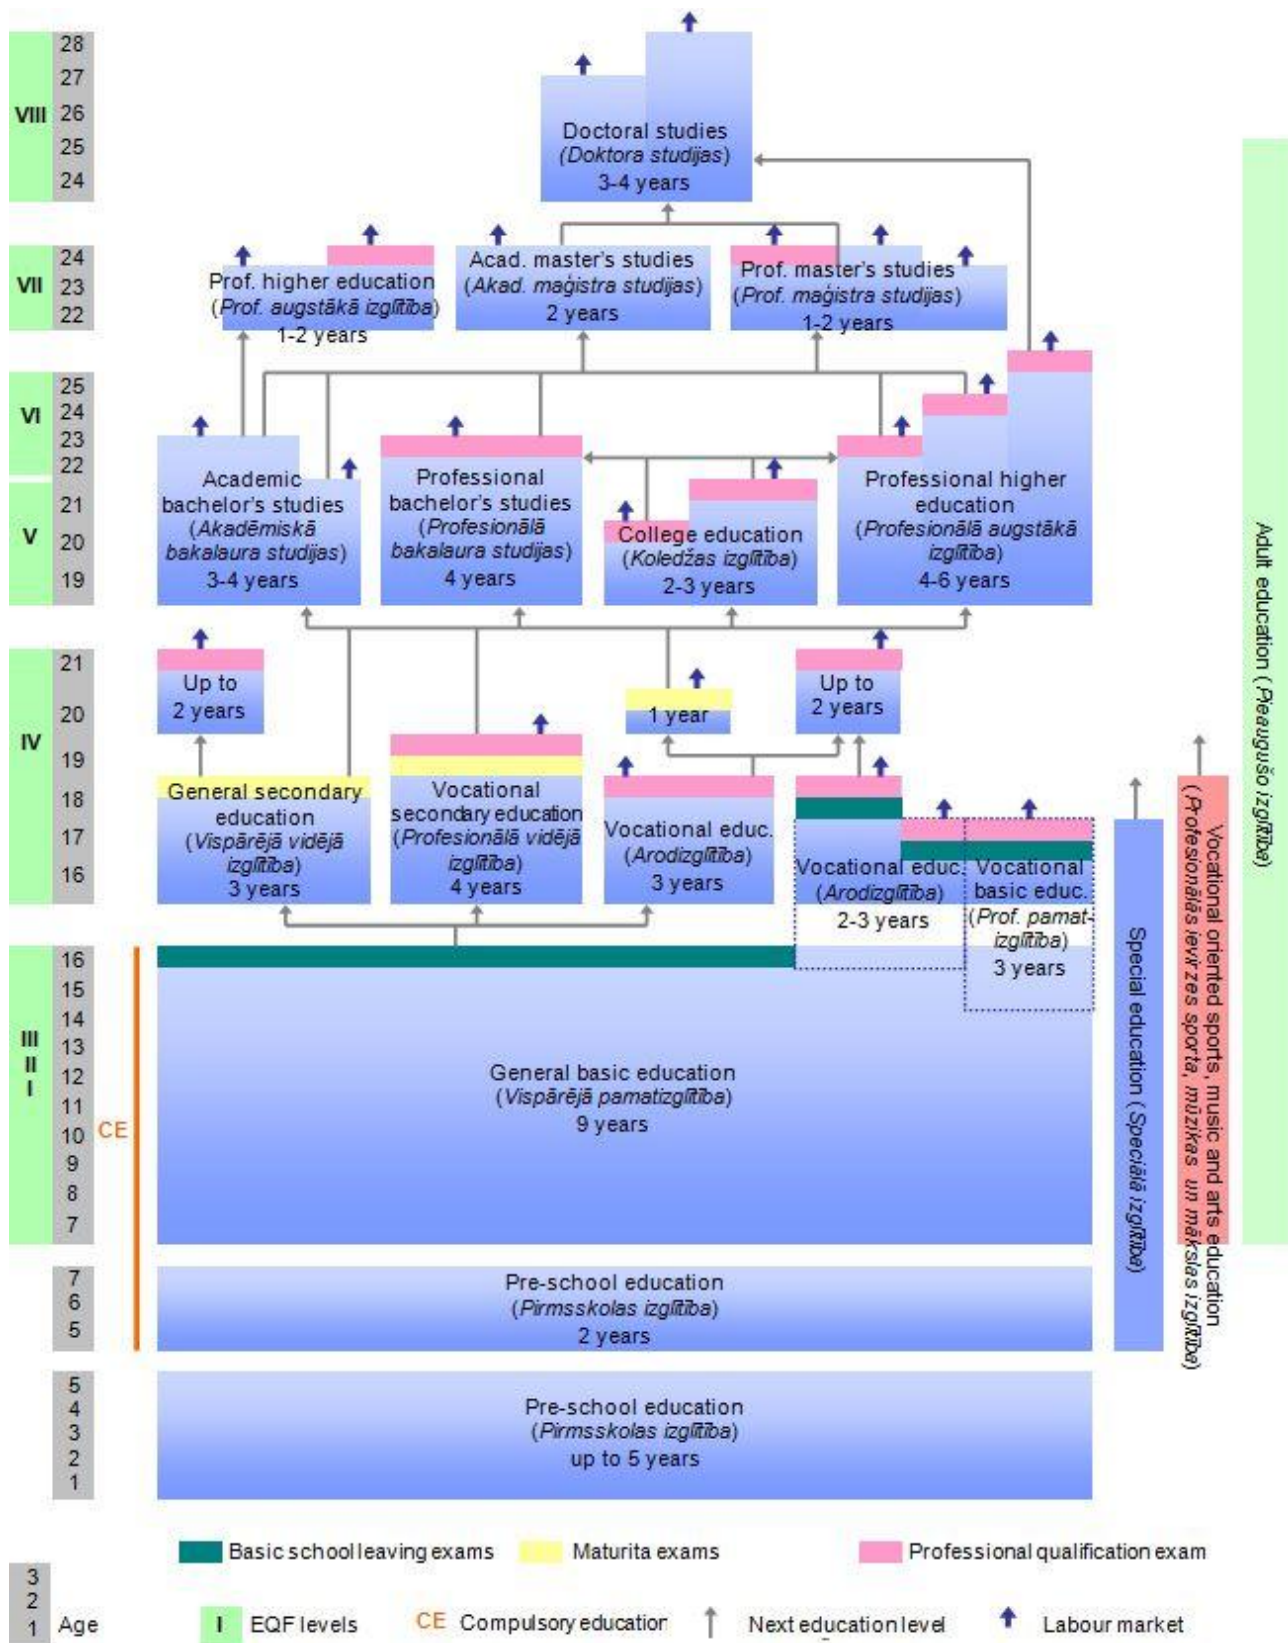 28
27
VIII 26
25
24
Doctoral studies
(Doktora studijas)
3-4 years
24
VII 23
22
Prof. higher education
(Prof. augstākā izglītība)
1-2 years
Acad. master's studies
(Akad. maģistra studijas)
2 years
Prof. master's studies
(Prof. maģistra studijas)
1-2 years
25
VI 24
23
22
21
V 20
19
Academic
bachelor's studies
(Akadēmiskā
bakalaura studijas)
3-4 years
Professional
bachelor's studies
(Profesionālā
bakalaura studijas)
4 years
College education
(Koledžas izglītība)
2-3 years
Professional higher
education
(Profesionālā augstākā
izglītība)
4-6 years
21
20
IV
19
18
17
16
Up to
2 years
1 year
Up to
2 years
General secondary
education
(Vispārējā vidējā
izglītība)
3 years
Vocational
secondary education
(Profesionālā vidējā
izglītība)
4 years
Vocational educ.
(Arodizglītība)
3 years
Vocational educ.
(Arodizglītība)
2-3 years
Vocational
basic educ.
(Prof. pamat-
izglītība)
3 years
16
15
14
III 13
II 12
I 11
10 CE
9
8
7
General basic education
(Vispārējā pamatizglītība)
9 years
7
6
5
Pre-school education
(Pirmsskolas izglītība)
2 years
5
4
3
2
1
Pre-school education
(Pirmsskolas izglītība)
up to 5 years
Special education (Speciālā izglītība)
Vocational oriented sports, music and arts education
(Profesionālās ievirzes sporta, mūzikas un mākslas izglītība)
Adult education (Pieaugušo izglītība)
Basic school leaving exams
Maturita exams
Professional qualification exam
3
2
1 Age
I EQF levels
CE Compulsory education
Next education level
Labour market